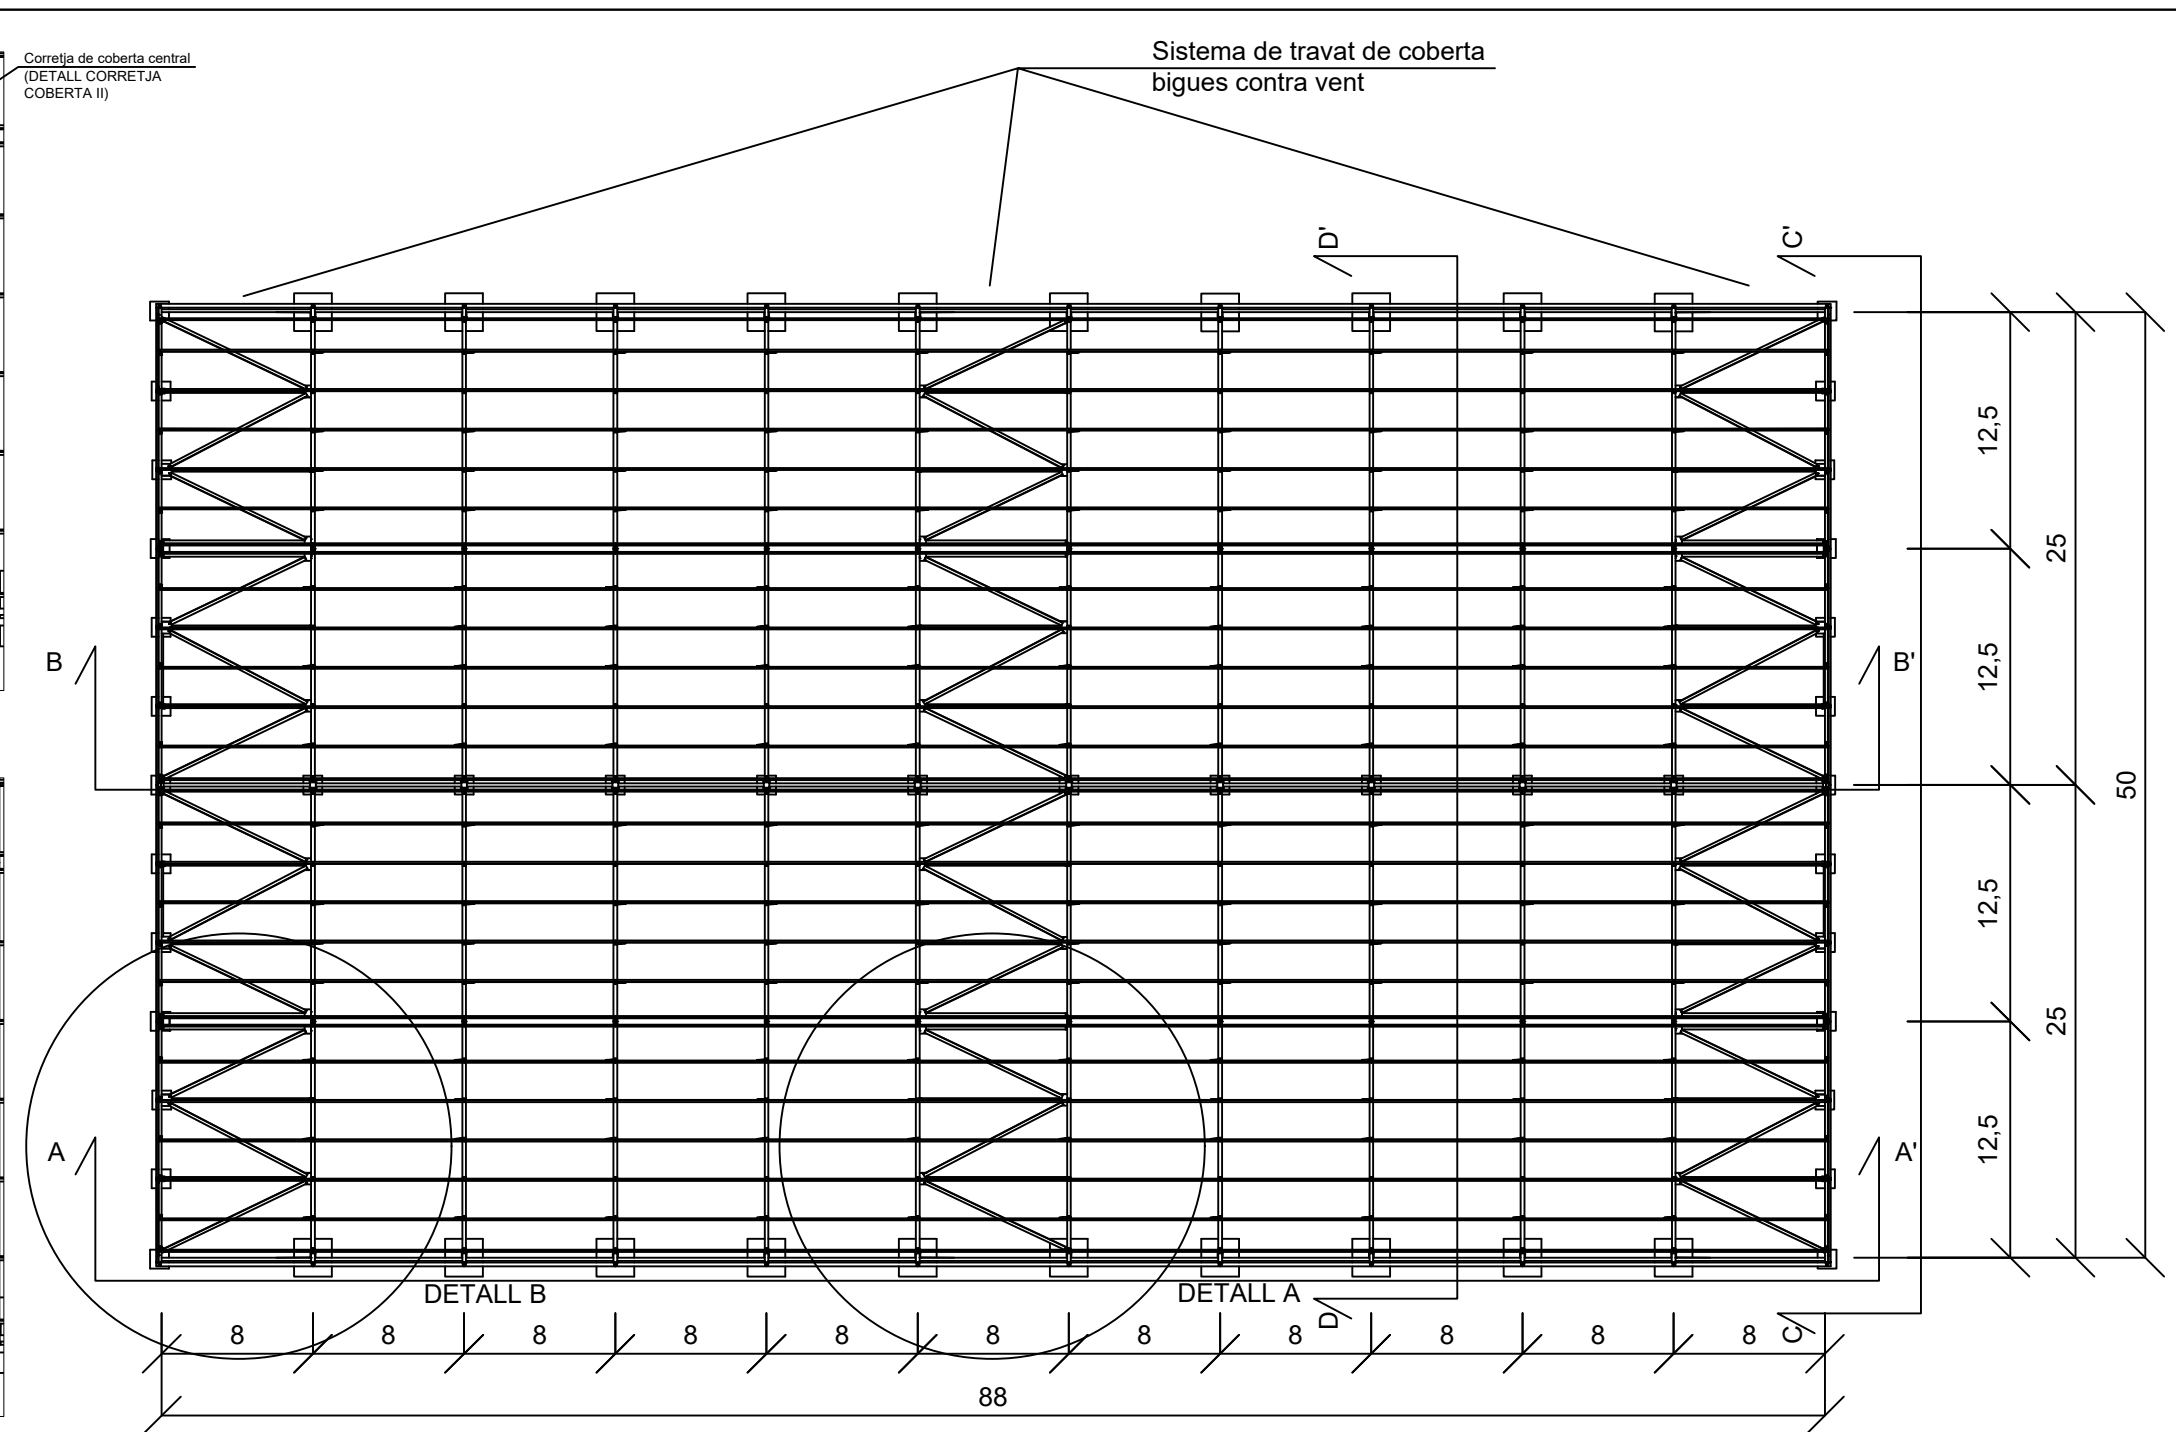 Corretja de coberta central
(DETALL CORRETJA
COBERTA II)
Sistema de travat de coberta
bigues contra vent
D'
C'
12,5
25
B
B'
12,5
50
12,5
25
A
A'
12,5
DETALL B
DETALL A
D
C
8 8 8 8 8 8 8 8 8 8 8
88